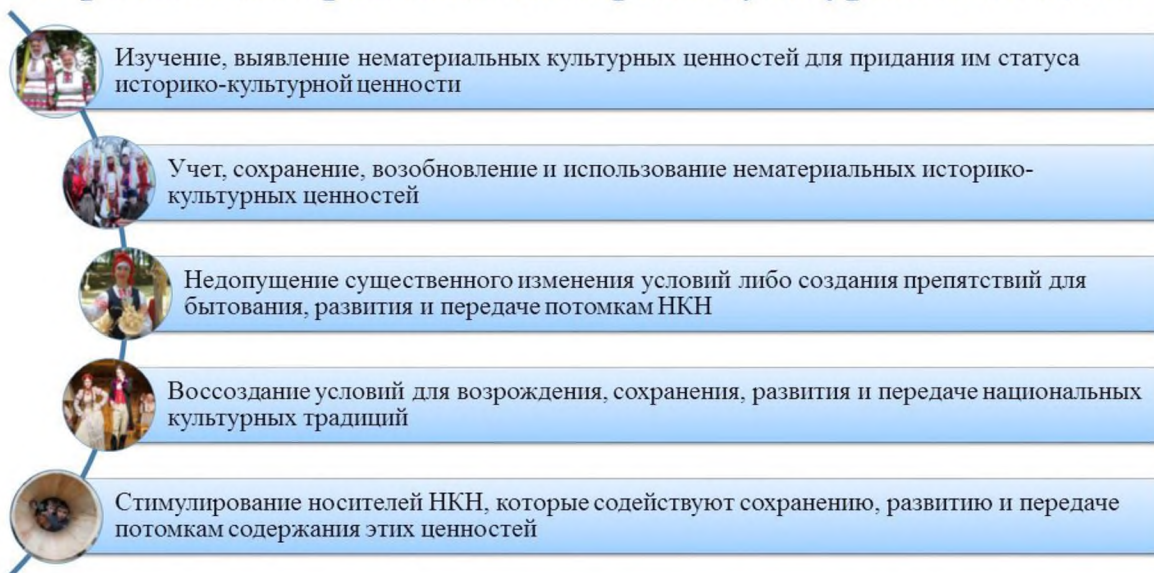 Изучение, выявление нематериальных культурных ценностей для придания им статуса
историко-культурной ценности
Учет, сохранение, возобновление и использование нематериальных историко-
культурных ценностей
Недопущение существенного изменения условий либо создания препятствий для
бытования, развития и передаче потомкам НКН
Воссоздание условий для возрождения, сохранения, развития и передаче национальных
культурных традиций
Стимулирование носителей НКН, которые содействуют сохранению, развитию и передаче
потомкам содержания этих ценностей